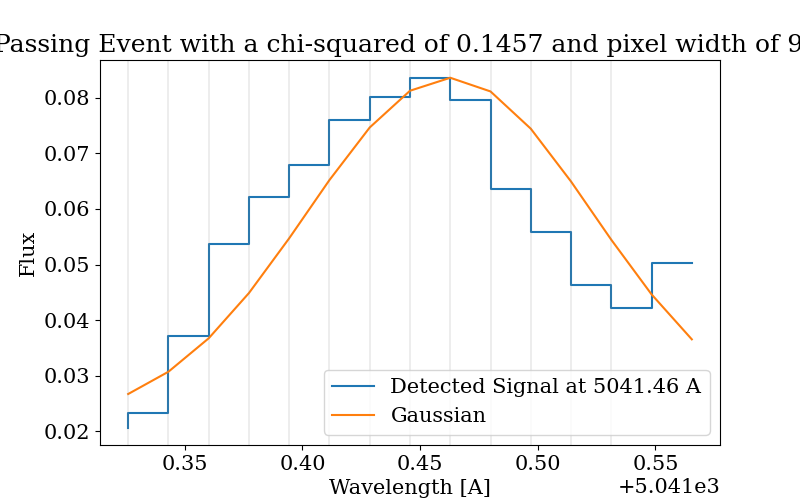 Passing Event with a chi-squared of 0.1457 and pixel width of 9
0.08
0.07
0.06
0.05
0.04
0.03
0.02
Flux
Detected Signal at 5041.46 A
Gaussian
0.35 0.40 0.45 0.50 0.55
+5.041e3
Wavelength [A]